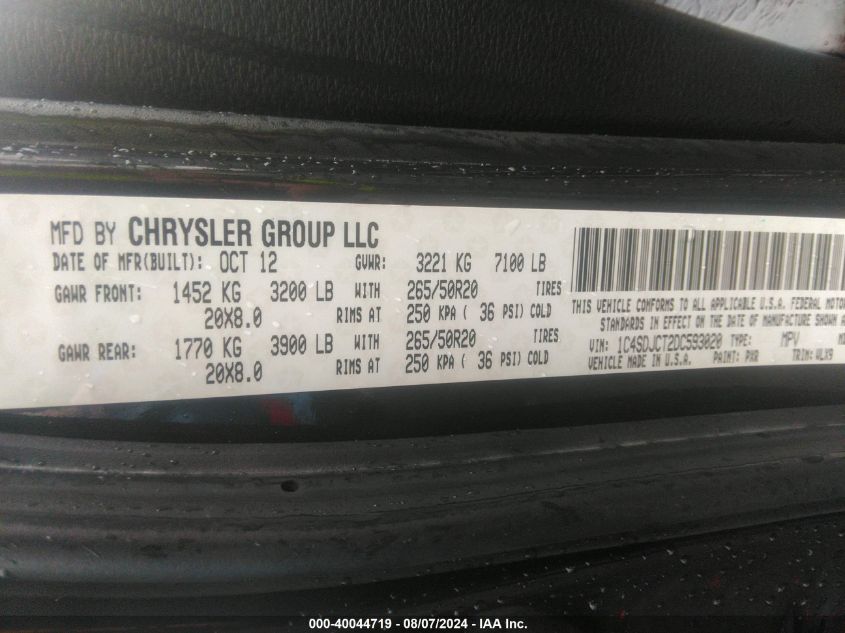 MFD BY CHRYSLER GROUP LLC
DATE OF MFR(BUILT): OCT 12 GVWR: 3221 KG 7100 LB
GAWR FRONT: 1452 KG 3200 LB WITH 265/50R20 TIRES
20X8.0 RIMS AT 250 KPA ( 36 PSI) COLD
GAWR REAR: 1770 KG 3900 LB WITH 265/50R20 TIRES
20X8.0 RIMS AT 250 KPA ( 36 PSI) COLD
THIS VEHICLE CONFORMS TO ALL APPLICABLE U.S.A. FEDERAL MOTOR
STANDARDS IN EFFECT ON THE DATE OF MANUFACTURE SHOWN A
VIN: 1C4SDJCT2DC593020 TYPE: MPV
VEHICLE MADE IN U.S.A. PAINT: PXR TRIM: VLX9
000-40044719 - 08/07/2024 - IAA Inc.